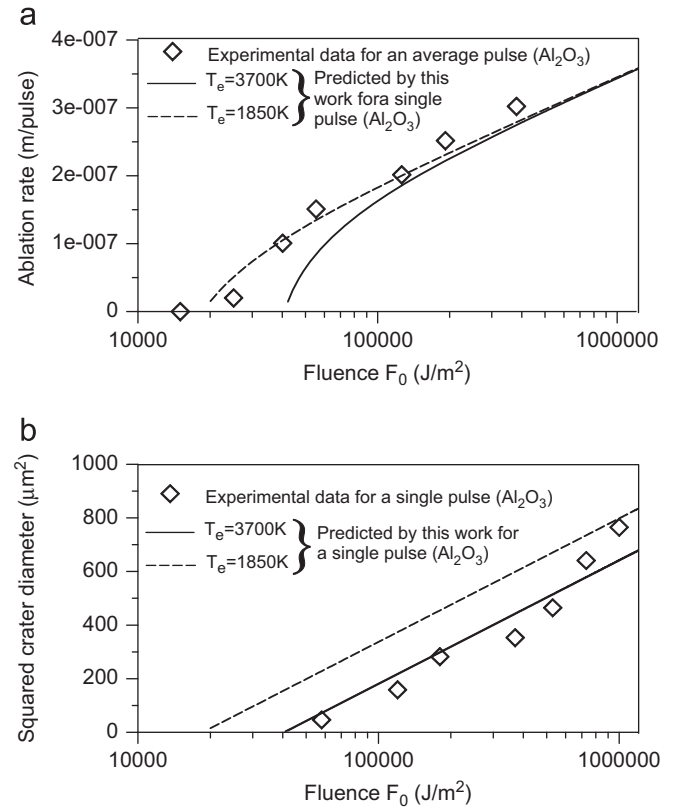 a
4e-007
3e-007
2e-007
1e-007
0
Ablation rate (m/pulse)
Experimental data for an average pulse (Al₂O₃)
Tₑ=3700K
Tₑ=1850K
Predicted by this
work fora single
pulse (Al₂O₃)
10000
100000
1000000
Fluence F₀ (J/m²)
b
1000
800
600
400
200
0
Squared crater diameter (μm²)
Experimental data for a single pulse (Al₂O₃)
Tₑ=3700K
Tₑ=1850K
Predicted by this work for
a single pulse (Al₂O₃)
10000
100000
1000000
Fluence F₀ (J/m²)